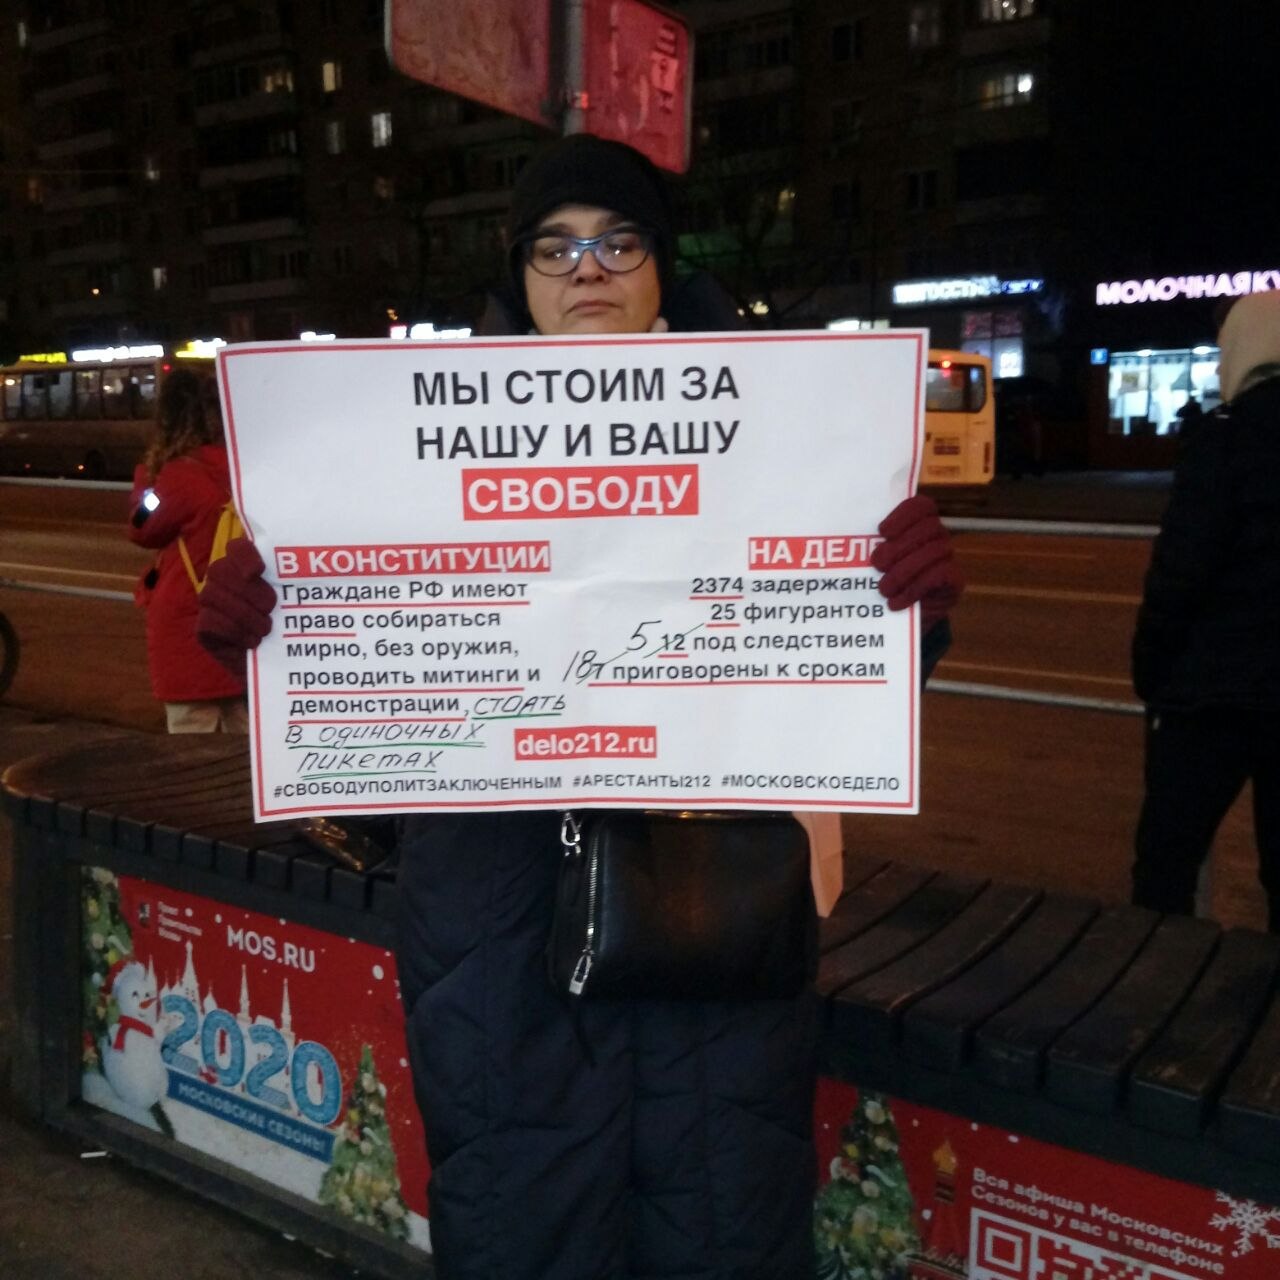 МОЛОЧНАЯ КУ
МЫ СТОИМ ЗА
НАШУ И ВАШУ
СВОБОДУ
В КОНСТИТУЦИИ
Граждане РФ имеют
право собираться
мирно, без оружия,
проводить митинги и
демонстрации, СТОЯТЬ
В ОДИНОЧНЫХ
ПИКЕТАХ
НА ДЕЛЕ
2374 задержаны
25 фигурантов
5 12 под следствием
18 7 приговорены к срокам
delo212.ru
#СВОБОДУПОЛИТЗАКЛЮЧЕННЫМ #АРЕСТАНТЫ212 #МОСКОВСКОЕДЕЛО
MOS.RU
2020
МОСКОВСКИЕ СЕЗОНЫ
Вся афиша Московских
Сезонов у вас в телефоне